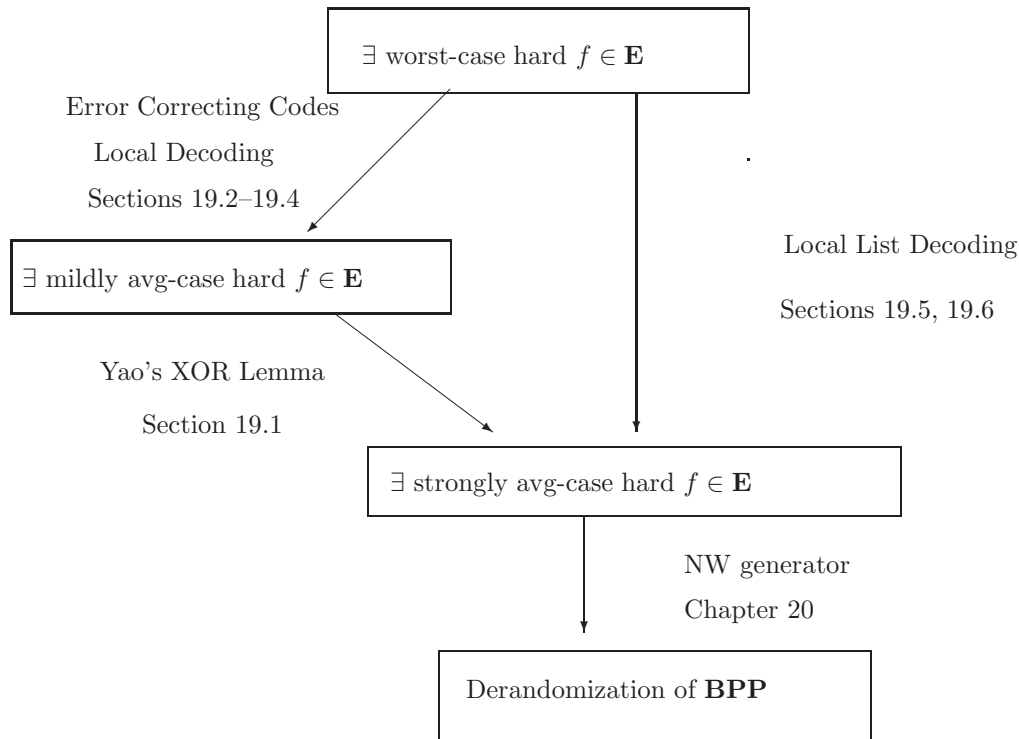 ∃ worst-case hard f ∈ E
Error Correcting Codes
Local Decoding
Sections 19.2–19.4
Local List Decoding
Sections 19.5, 19.6
∃ mildly avg-case hard f ∈ E
Yao's XOR Lemma
Section 19.1
∃ strongly avg-case hard f ∈ E
NW generator
Chapter 20
Derandomization of BPP